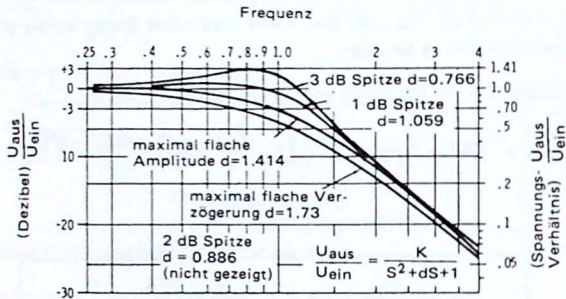 Frequenz
.25 .3 .4 .5 .6 .7 .8 .9 1.0 2 3 4
+3
0
-3
10
-20
-30
(Dezibel) Uaus
Uein
3 dB Spitze d=0.766
1 dB Spitze
d=1.059
maximal flache
Amplitude d=1.414
maximal flache Ver-
zögerung d=1.73
2 dB Spitze
d = 0.886
(nicht gezeigt)
Uaus
Uein
= K
S²+dS+1
1.41
1.0
.70
.5
.2
.1
.05
(Spannungs-
Verhältnis)
Uaus
Uein